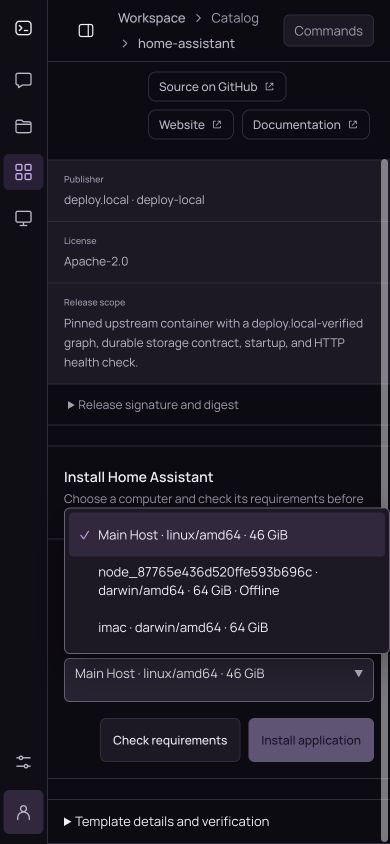 Workspace > Catalog
> home-assistant
Commands
Source on GitHub
Website
Documentation
Publisher
deploy.local · deploy-local
License
Apache-2.0
Release scope
Pinned upstream container with a deploy.local-verified
graph, durable storage contract, startup, and HTTP
health check.
Release signature and digest
Install Home Assistant
Choose a computer and check its requirements before
Main Host · linux/amd64 · 46 GiB
node_87765e436d520ffe593b696c ·
darwin/amd64 · 64 GiB · Offline
imac · darwin/amd64 · 64 GiB
Main Host · linux/amd64 · 46 GiB
Check requirements
Install application
Template details and verification